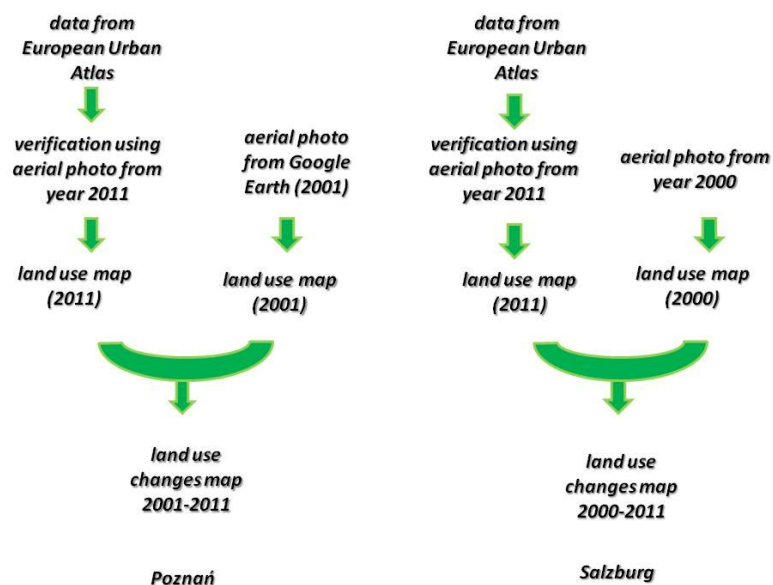 data from
European Urban
Atlas
verification using
aerial photo from
year 2011
land use map
(2011)
aerial photo
from Google
Earth (2001)
land use map
(2001)
land use
changes map
2001-2011
Poznań
data from
European Urban
Atlas
verification using
aerial photo from
year 2011
land use map
(2011)
aerial photo from
year 2000
land use map
(2000)
land use
changes map
2000-2011
Salzburg